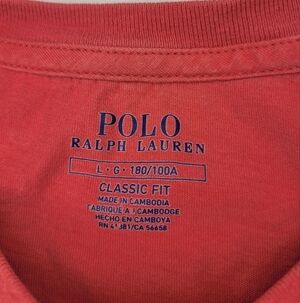 POLO
RALPH LAUREN
L • G • 180/100A
CLASSIC FIT
MADE IN CAMBODIA
FABRIQUÉ À / CAMBODGE
HECHO EN CAMBOYA
RN 41381/CA 56658